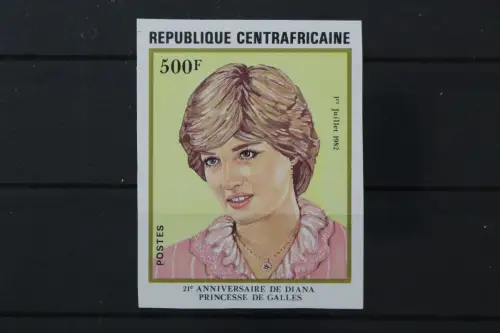 REPUBLIQUE CENTRAFRICAINE
500F
1er Juillet 1982
POSTES
21e ANNIVERSAIRE DE DIANA
PRINCESSE DE GALLES